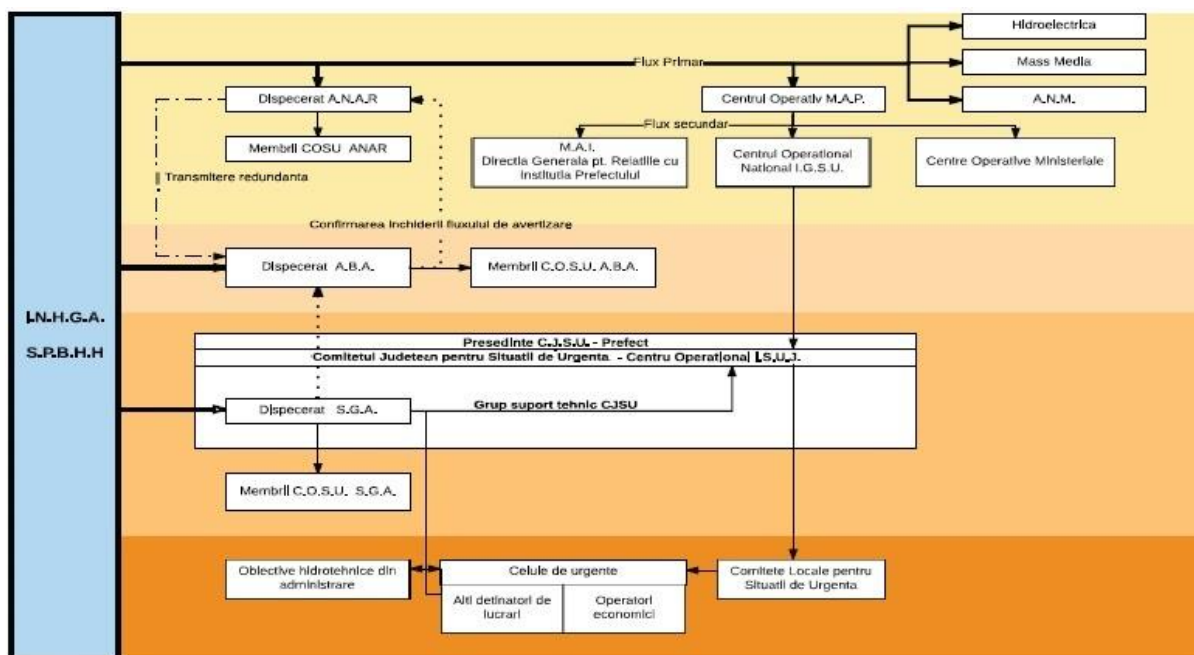 I.N.H.G.A.
S.P.B.H.H
Flux Primar
Hidroelectrica
Mass Media
A.N.M.
Dispecerat A.N.A.R
Centrul Operativ M.A.P.
Flux secundar
Membrii COSU ANAR
M.A.I.
Directia Generala pt. Relatiile cu
Institutia Prefectului
Centrul Operational
National I.G.S.U.
Centre Operative Ministeriale
Transmitere redundanta
Confirmarea inchiderii fluxului de avertizare
Dispecerat A.B.A.
Membrii C.O.S.U. A.B.A.
Presedinte C.J.S.U. - Prefect
Comitetul Judetean pentru Situatii de Urgenta - Centru Operational I.S.U.J.
Dispecerat S.G.A.
Grup suport tehnic CJSU
Membrii C.O.S.U. S.G.A.
Obiective hidrotehnice din
administrare
Celule de urgente
Alti detinatori de
lucrari
Operatori
economici
Comitete Locale pentru
Situatii de Urgenta